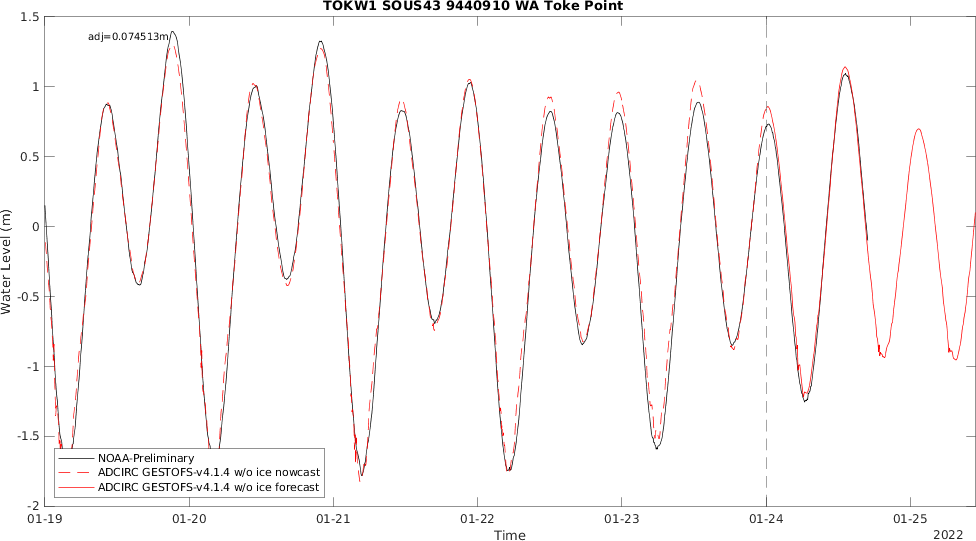 TOKW1 SOUS43 9440910 WA Toke Point
adj=0.074513m
1.5
1
0.5
0
-0.5
-1
-1.5
-2
Water Level (m)
NOAA-Preliminary
ADCIRC GESTOFS-v4.1.4 w/o ice nowcast
ADCIRC GESTOFS-v4.1.4 w/o ice forecast
01-19 01-20 01-21 01-22 01-23 01-24 01-25
Time
2022